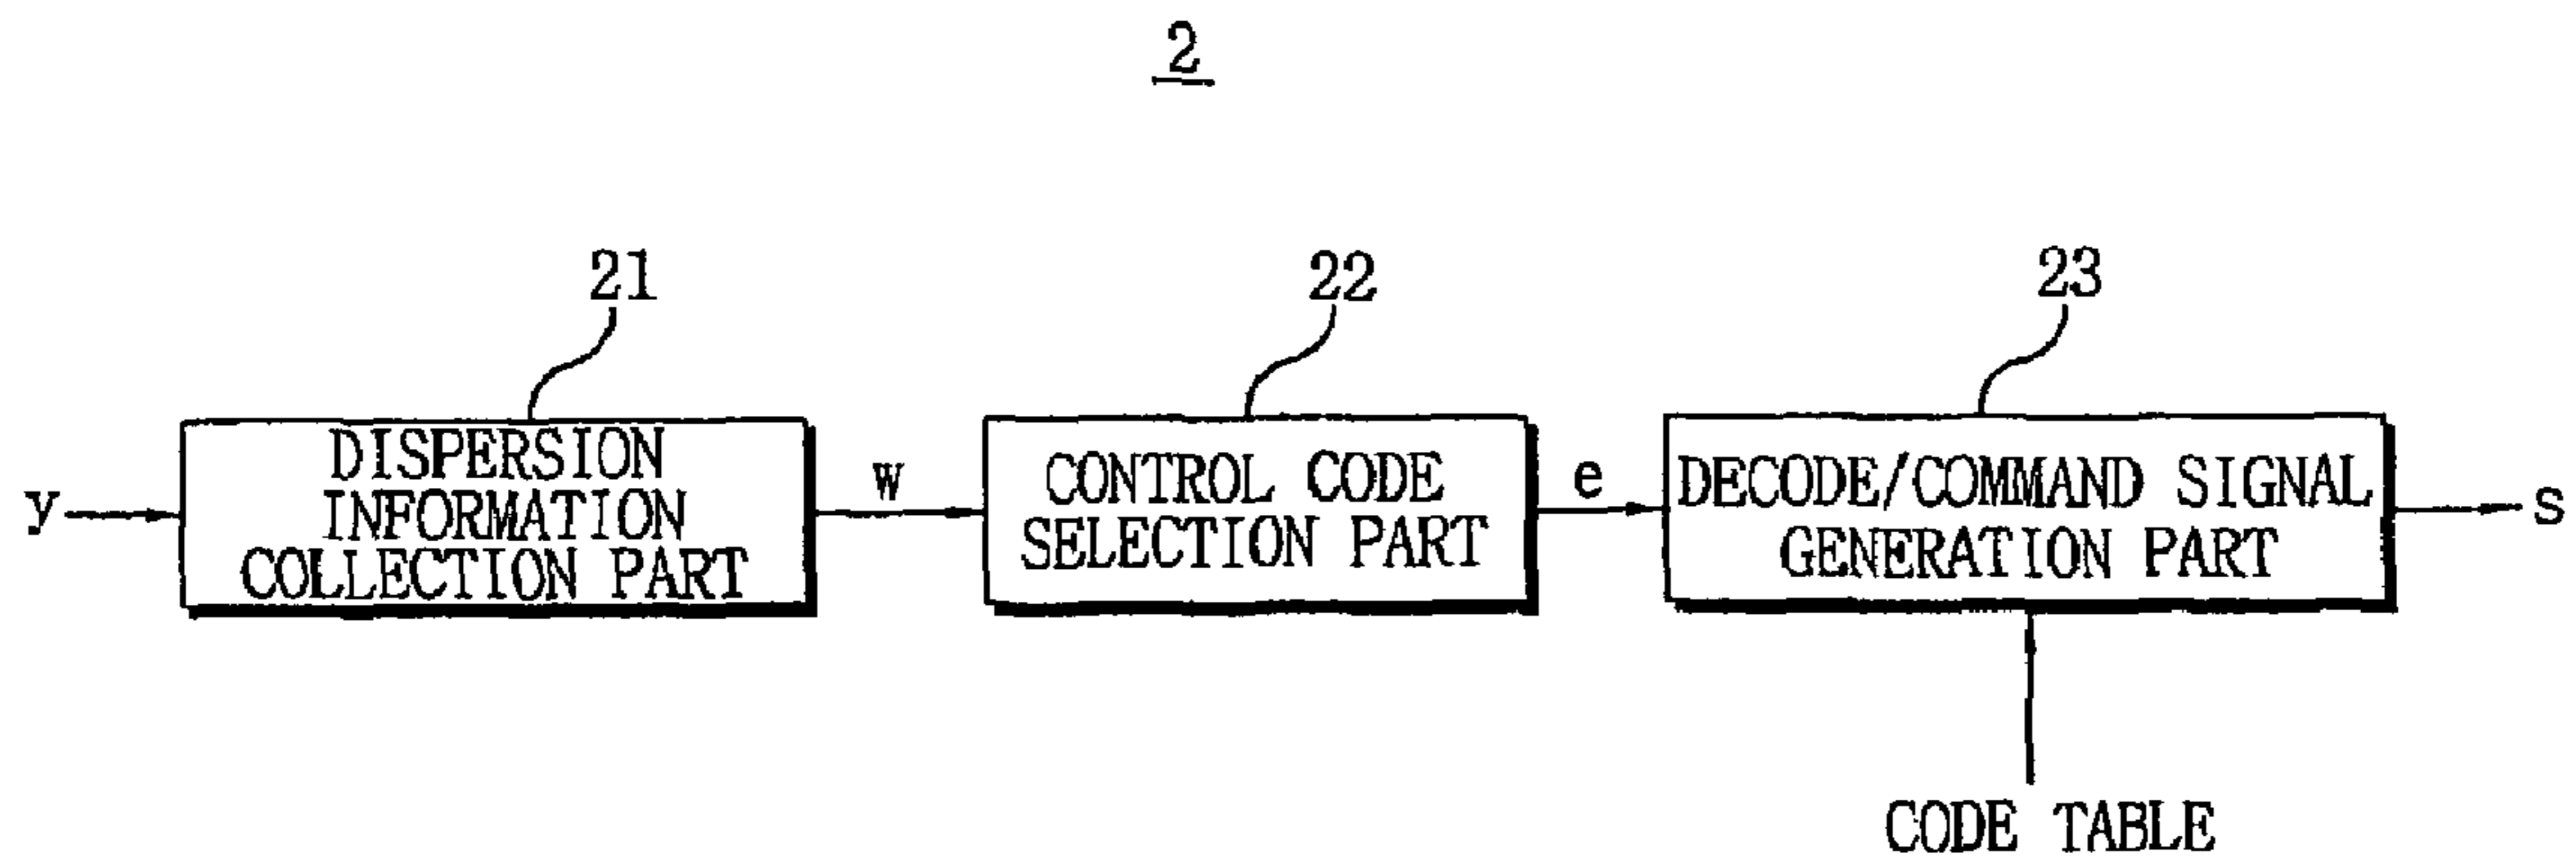 2
21
22
23
y
DISPERSION
INFORMATION
COLLECTION PART
w
CONTROL CODE
SELECTION PART
e
DECODE/COMMAND SIGNAL
GENERATION PART
S
CODE TABLE